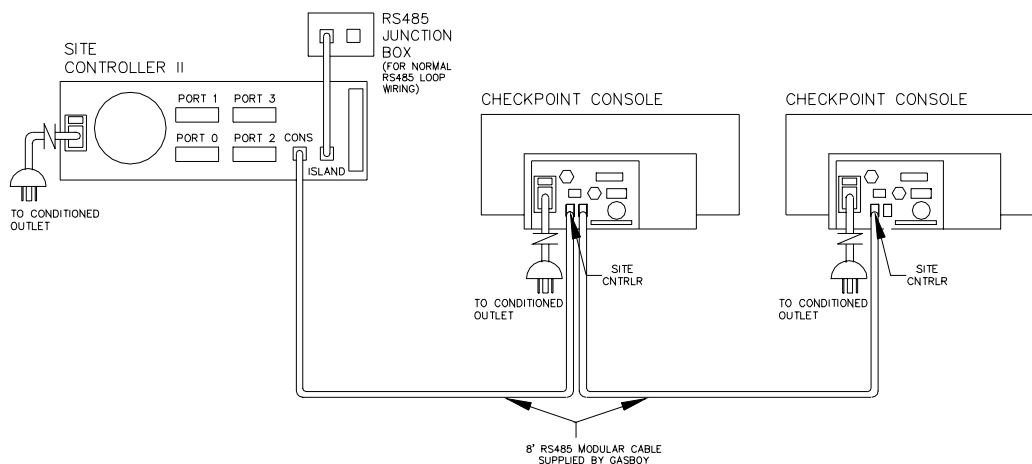 RS485
JUNCTION
BOX
(FOR NORMAL
RS485 LOOP
WIRING)
SITE
CONTROLLER II
PORT 1
PORT 3
PORT 0
PORT 2
CONS
ISLAND
TO CONDITIONED
OUTLET
CHECKPOINT CONSOLE
SITE
CNTRLR
TO CONDITIONED
OUTLET
CHECKPOINT CONSOLE
SITE
CNTRLR
TO CONDITIONED
OUTLET
8' RS485 MODULAR CABLE
SUPPLIED BY GASBOY